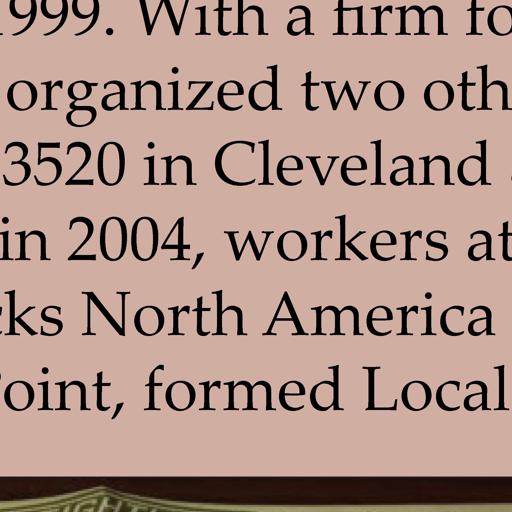 1999. With a firm fo
organized two oth
3520 in Cleveland
in 2004, workers at
cks North America
Point, formed Local